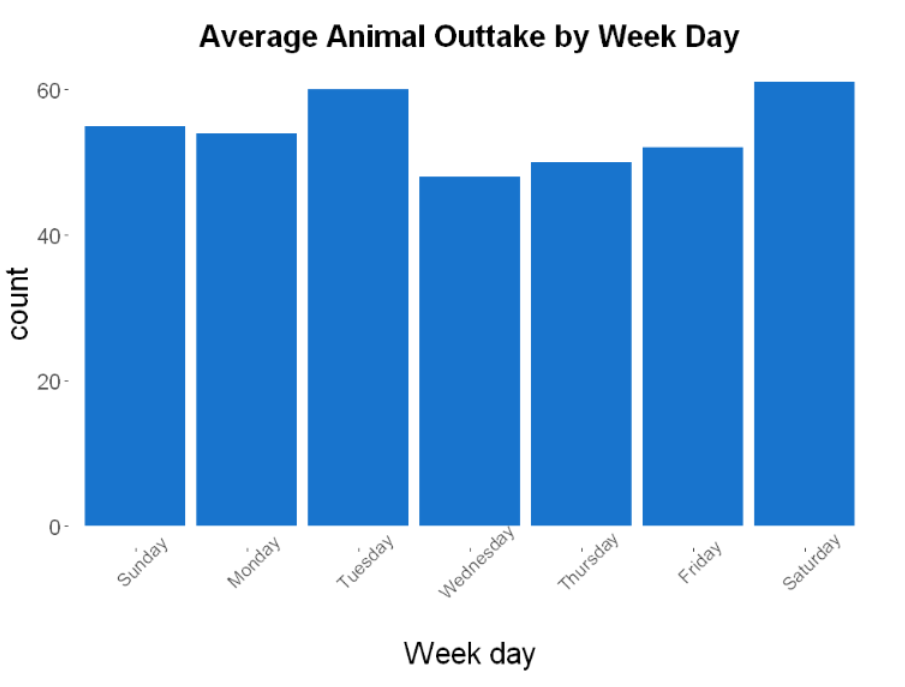 Average Animal Outtake by Week Day
count
60
40
20
0
Sunday
Monday
Tuesday
Wednesday
Thursday
Friday
Saturday
Week day